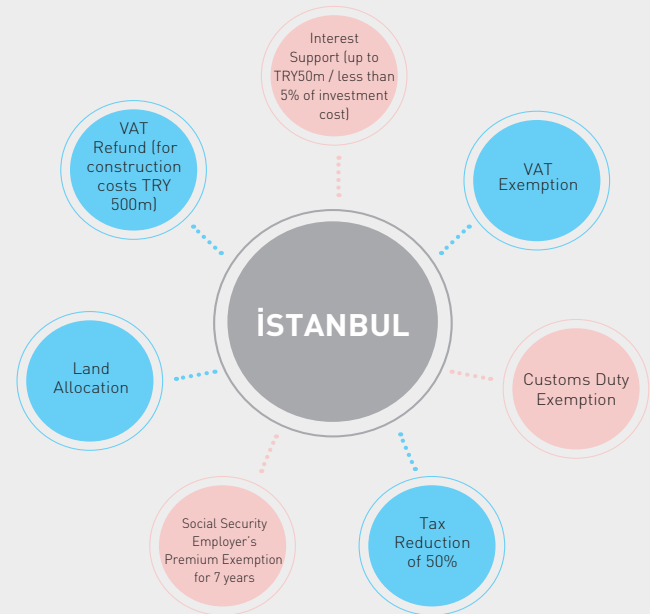 Interest
Support (up to
TRY50m / less than
5% of investment
cost)
VAT
Refund (for
construction
costs TRY
500m)
VAT
Exemption
İSTANBUL
Land
Allocation
Customs Duty
Exemption
Social Security
Employer's
Premium Exemption
for 7 years
Tax
Reduction
of 50%